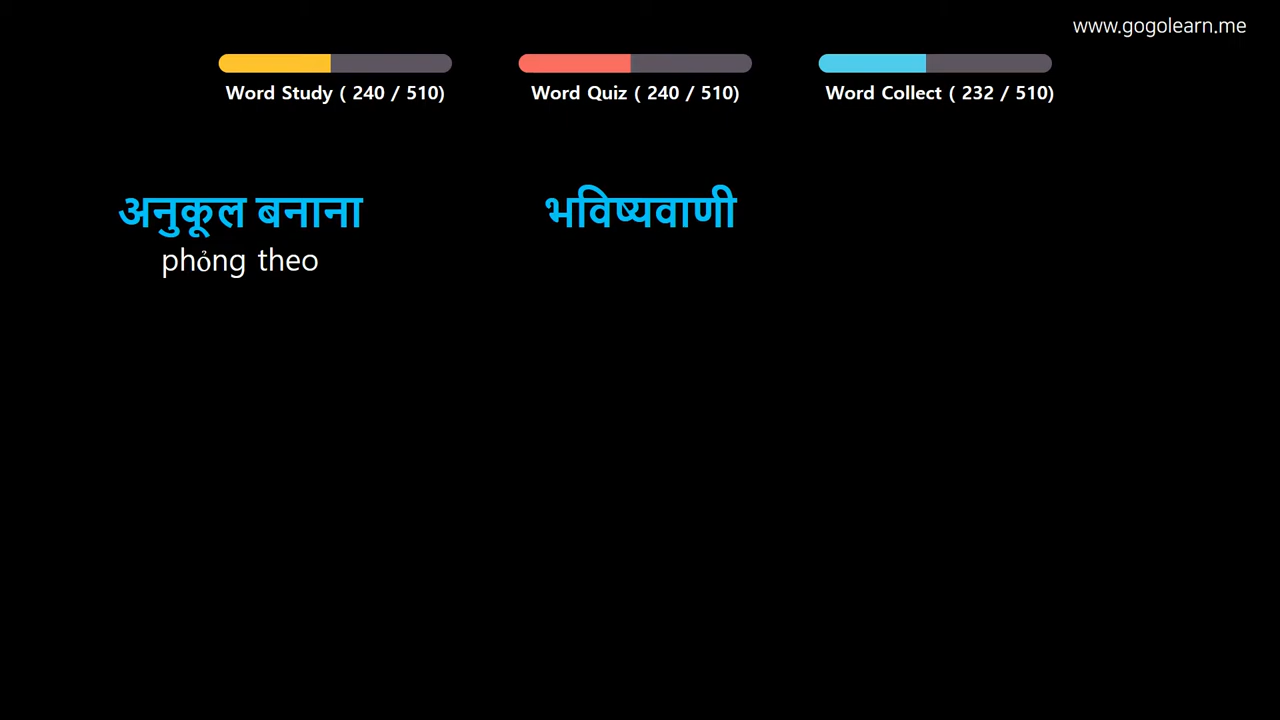 www.gogolearn.me
Word Study ( 240 / 510)
Word Quiz ( 240 / 510)
Word Collect ( 232 / 510)
अनुकूल बनाना
phỏng theo
भविष्यवाणी